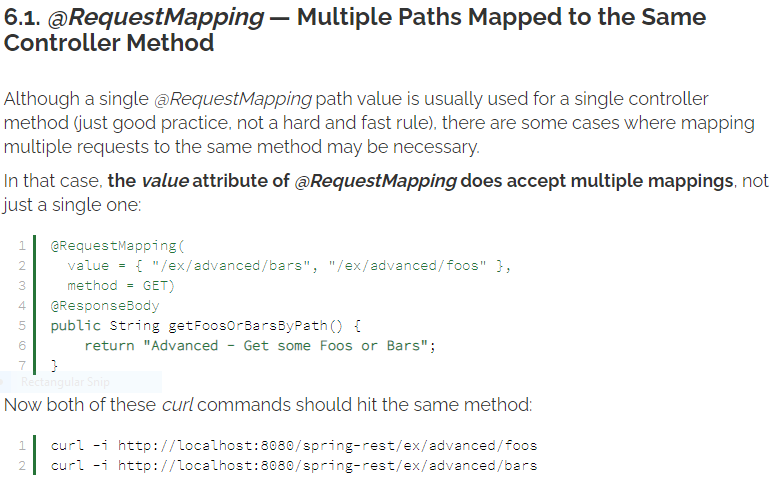 6.1. @RequestMapping — Multiple Paths Mapped to the Same
Controller Method
Although a single @RequestMapping path value is usually used for a single controller
method (just good practice, not a hard and fast rule), there are some cases where mapping
multiple requests to the same method may be necessary.
In that case, the value attribute of @RequestMapping does accept multiple mappings, not
just a single one:
1 @RequestMapping(
2 value = { "/ex/advanced/bars", "/ex/advanced/foos" },
3 method = GET)
4 @ResponseBody
5 public String getFoosOrBarsByPath() {
6 return "Advanced - Get some Foos or Bars";
7 }
Rectangular Snip
Now both of these curl commands should hit the same method:
1 curl -i http://localhost:8080/spring-rest/ex/advanced/foos
2 curl -i http://localhost:8080/spring-rest/ex/advanced/bars